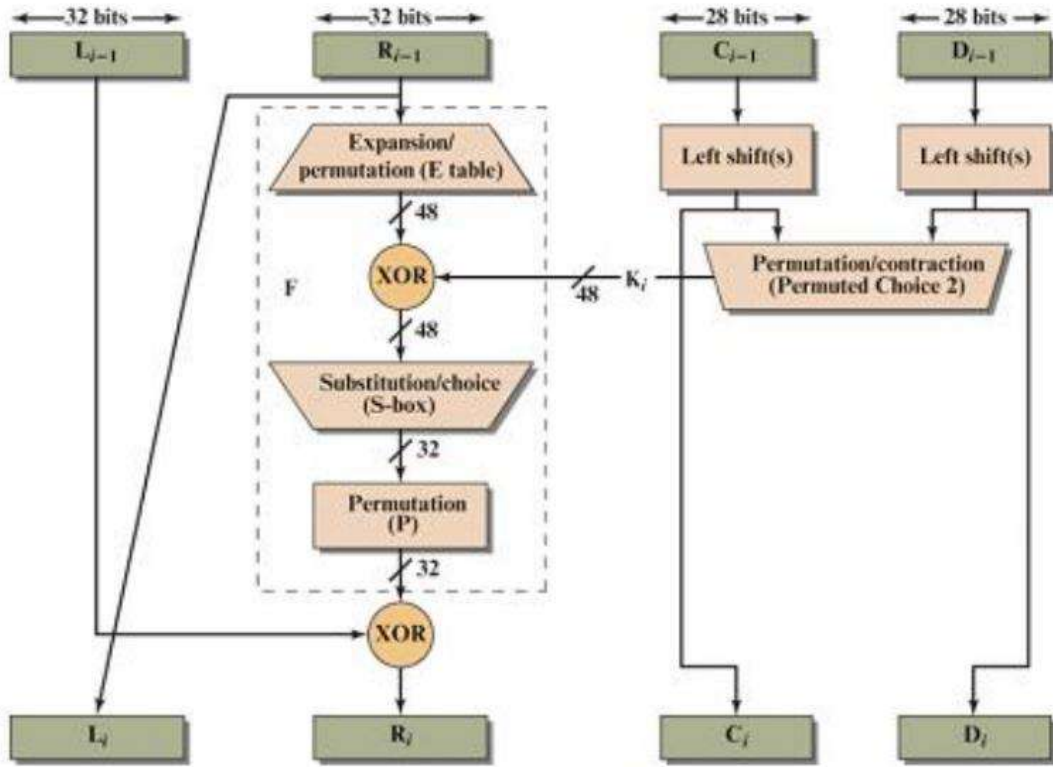 32 bits
32 bits
28 bits
28 bits
Lᵢ₋₁
Rᵢ₋₁
Cᵢ₋₁
Dᵢ₋₁
Expansion/
permutation (E table)
Left shift(s)
Left shift(s)
48
XOR
F
48
Kᵢ
Permutation/contraction
(Permuted Choice 2)
48
Substitution/choice
(S-box)
32
Permutation
(P)
32
XOR
Lᵢ
Rᵢ
Cᵢ
Dᵢ